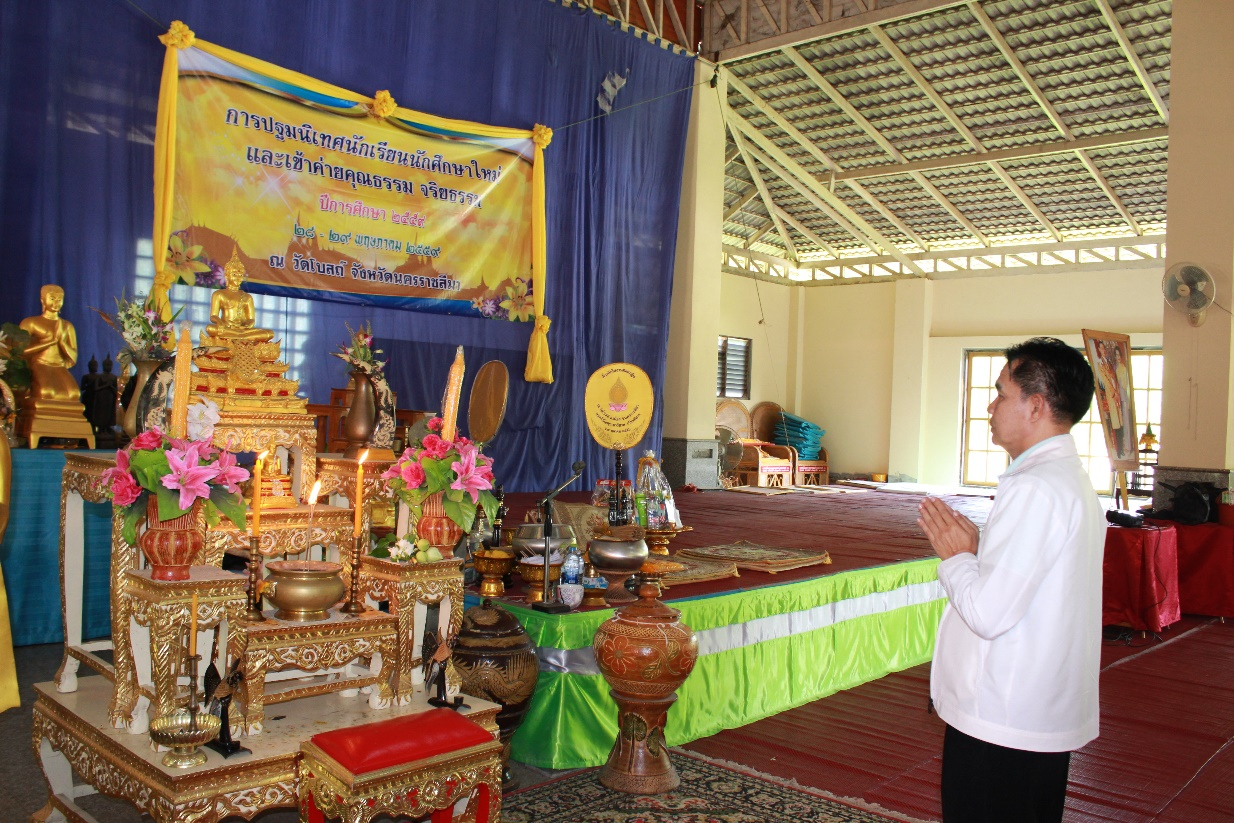 การปฐมนิเทศนักเรียนนักศึกษาใหม่
และเข้าค่ายคุณธรรม จริยธรรม
ปีการศึกษา ๒๕๕๙
๒๘ - ๒๙ พฤษภาคม ๒๕๕๙
ณ วัดโบสถ์ จังหวัดนครราชสีมา